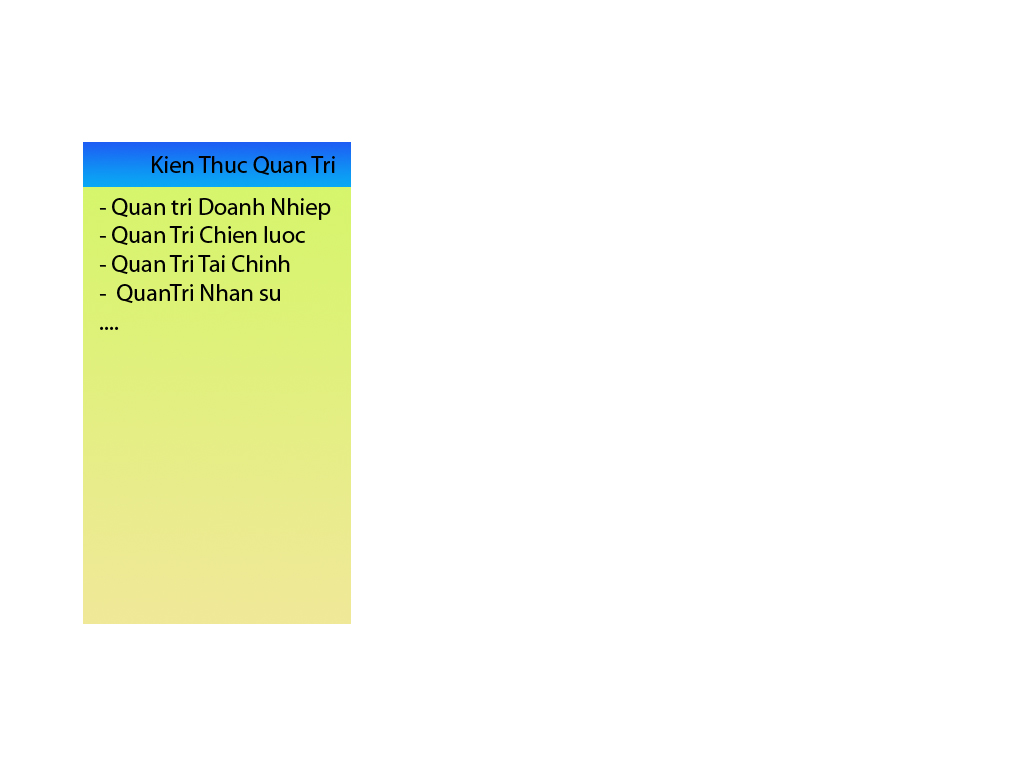 Kien Thuc Quan Tri
- Quan tri Doanh Nhiep
- Quan Tri Chien luoc
- Quan Tri Tai Chinh
-  QuanTri Nhan su
....